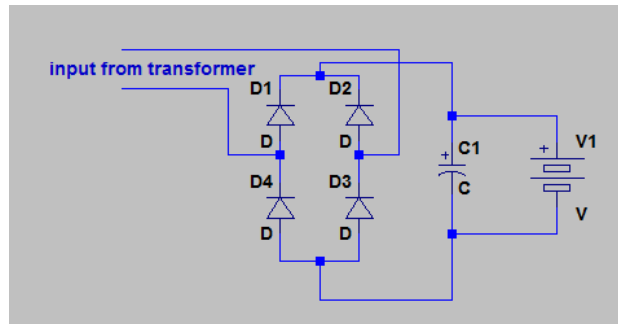 input from transformer
D1
D2
D
D
C1
C
V1
V
D4
D3
D
D